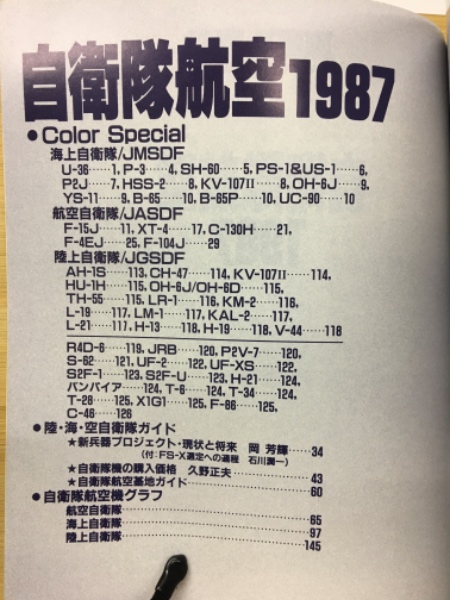 自衛隊航空1987
●Color Special
海上自衛隊/JMSDF
U-36……1, P-3……4, SH-60……5, PS-1&US-1……6,
P2J……7, HSS-2……8, KV-107II……8, OH-6J……9,
YS-11……9, B-65……10, B-65P……10, UC-90……10
航空自衛隊/JASDF
F-15J……11, XT-4……17, C-130H……21,
F-4EJ……25, F-104J……29
陸上自衛隊/JGSDF
AH-1S……113, CH-47……114, KV-107II……114,
HU-1H……115, OH-6J/OH-6D……115,
TH-55……115, LR-1……116, KM-2……116,
L-19……117, LM-1……117, KAL-2……117,
L-21……117, H-13……118, H-19……118, V-44……118
R4D-6……119, JRB……120, P2V-7……120,
S-62……121, UF-2……122, UF-XS……122,
S2F-1……123, S2F-U……123, H-21……124,
バンパイア……124, T-6……124, T-34……124,
T-28……125, X1G1……125, F-86……125,
C-46……126
●陸・海・空自衛隊ガイド
★新兵器プロジェクト・現状と将来 岡 芳輝……34
(付：FS-X選定への過程 石川潤一)
★自衛隊機の購入価格 久野正夫……43
★自衛隊航空基地ガイド……60
●自衛隊航空機グラフ
航空自衛隊……65
海上自衛隊……97
陸上自衛隊……145